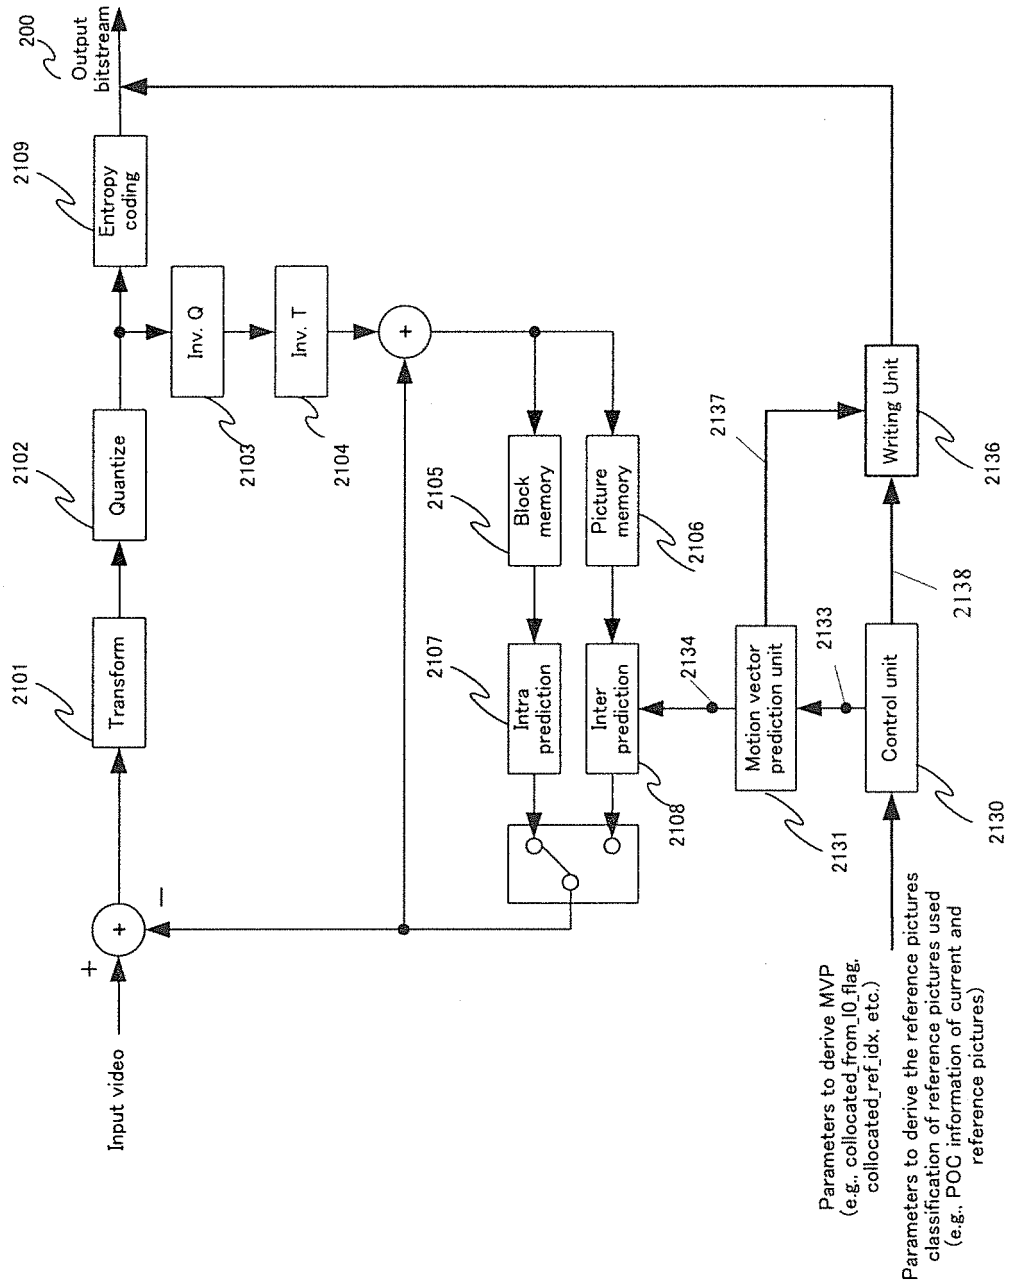 200
Output
bitstream
2109
Entropy
coding
Inv. Q
2103
Inv. T
2104
+
2102
Quantize
2101
Transform
+
−
+
Input video
2105
Block
memory
Picture
memory
2106
2107
Intra
prediction
Inter
prediction
2108
2134
Motion vector
prediction unit
2131
2133
Control unit
2130
2137
2138
Writing Unit
2136
Parameters to derive MVP
(e.g., collocated_from_l0_flag,
collocated_ref_idx, etc.)
Parameters to derive the reference pictures
classification of reference pictures used
(e.g., POC information of current and
reference pictures)